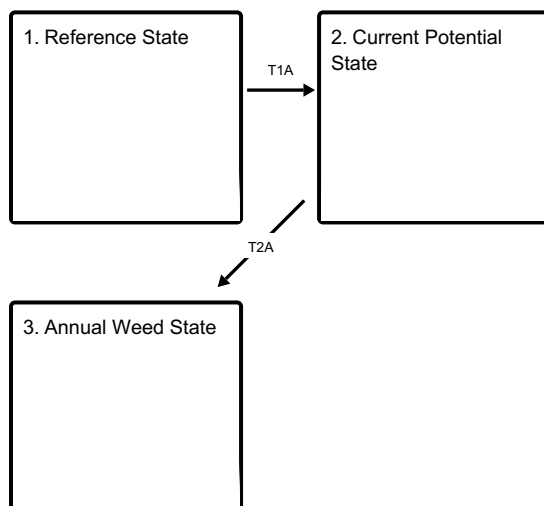 1. Reference State
T1A
2. Current Potential
State
T2A
3. Annual Weed State